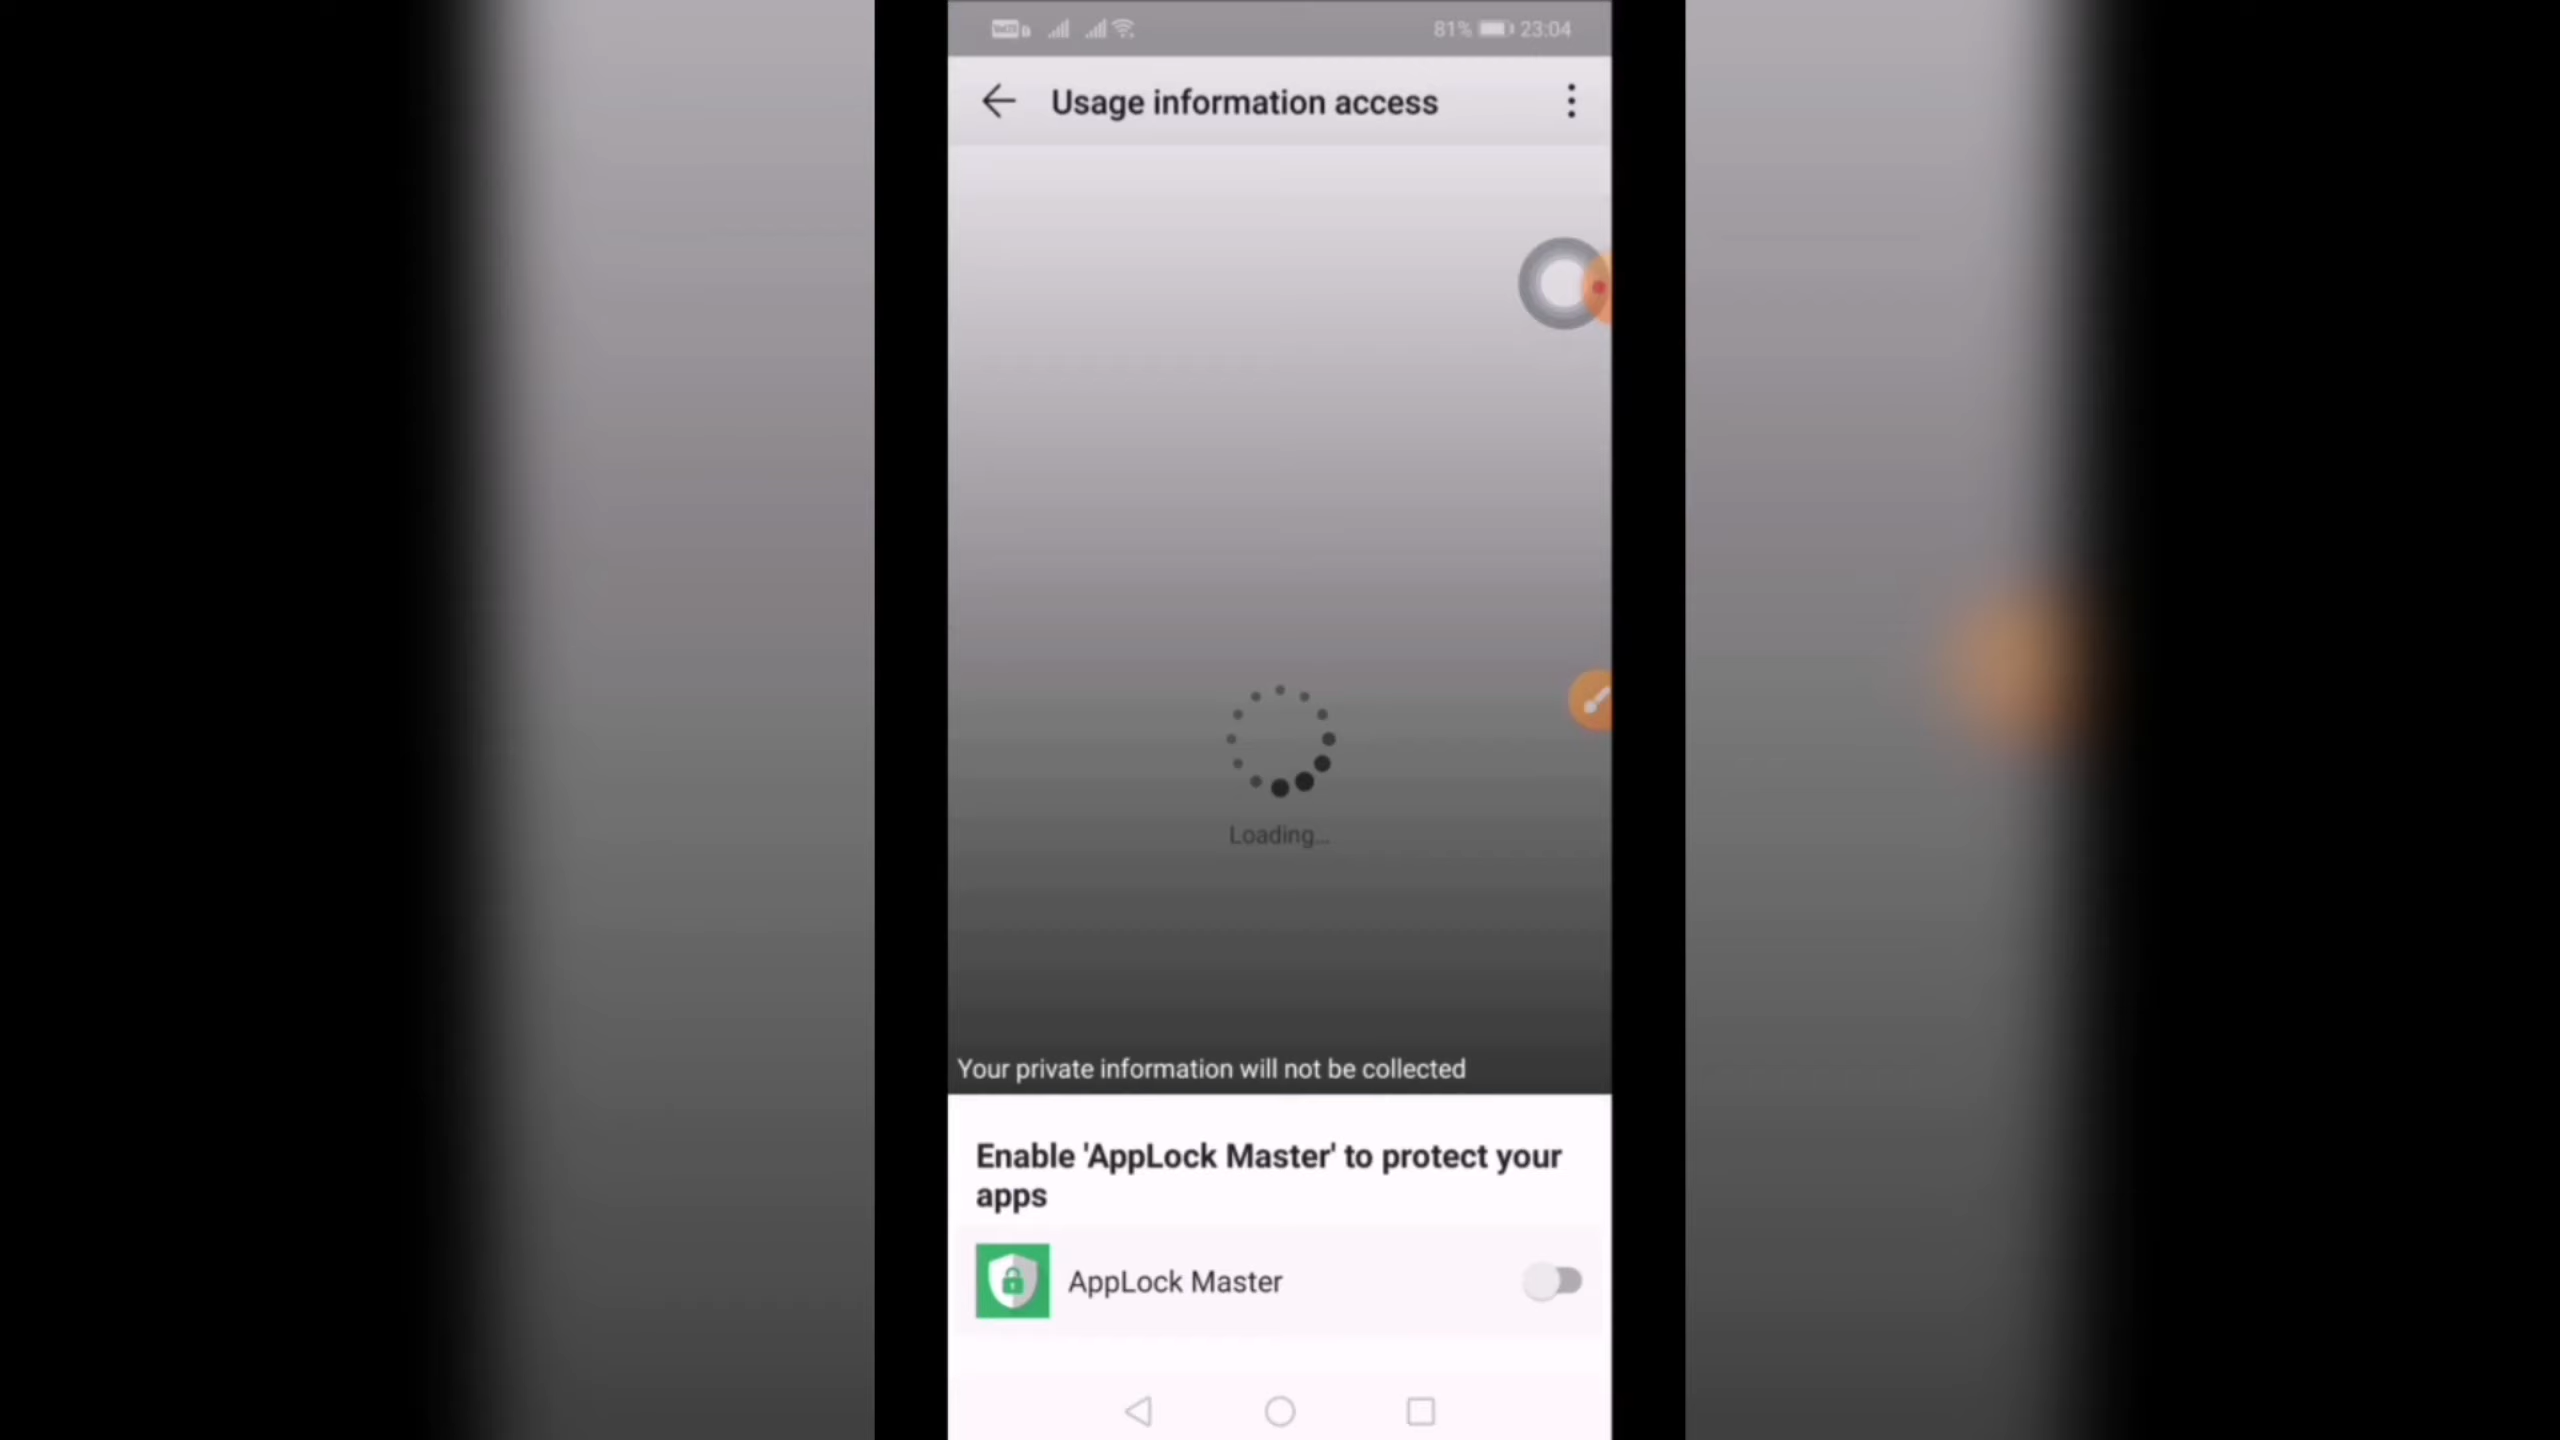 81% 23:04
Usage information access
Loading...
Your private information will not be collected
Enable 'AppLock Master' to protect your
apps
AppLock Master